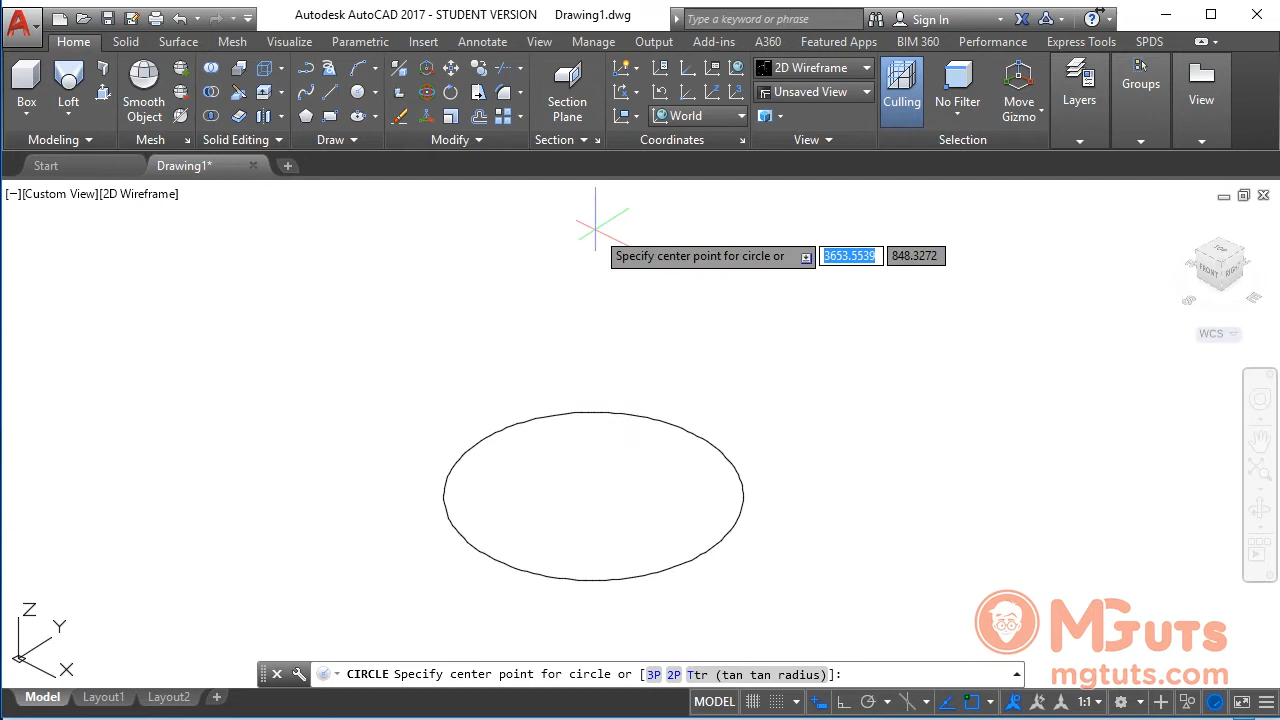 Autodesk AutoCAD 2017 - STUDENT VERSION Drawing1.dwg Type a keyword or phrase Sign In
Home Solid Surface Mesh Visualize Parametric Insert Annotate View Manage Output Add-ins A360 Featured Apps BIM 360 Performance Express Tools SPDS
Box Loft Smooth Object Section Plane 2D Wireframe Unsaved View World Culling No Filter Move Gizmo Layers Groups View
Modeling Mesh Solid Editing Draw Modify Section Coordinates View Selection
Start Drawing1*
[−][Custom View][2D Wireframe]
Specify center point for circle or 3653.5539 848.3272
TOP
FRONT RIGHT
S E
WCS
Z
Y
X
MGTUTS
mgtuts.com
CIRCLE Specify center point for circle or [3P 2P Ttr (tan tan radius)]:
Model Layout1 Layout2 + MODEL 1:1